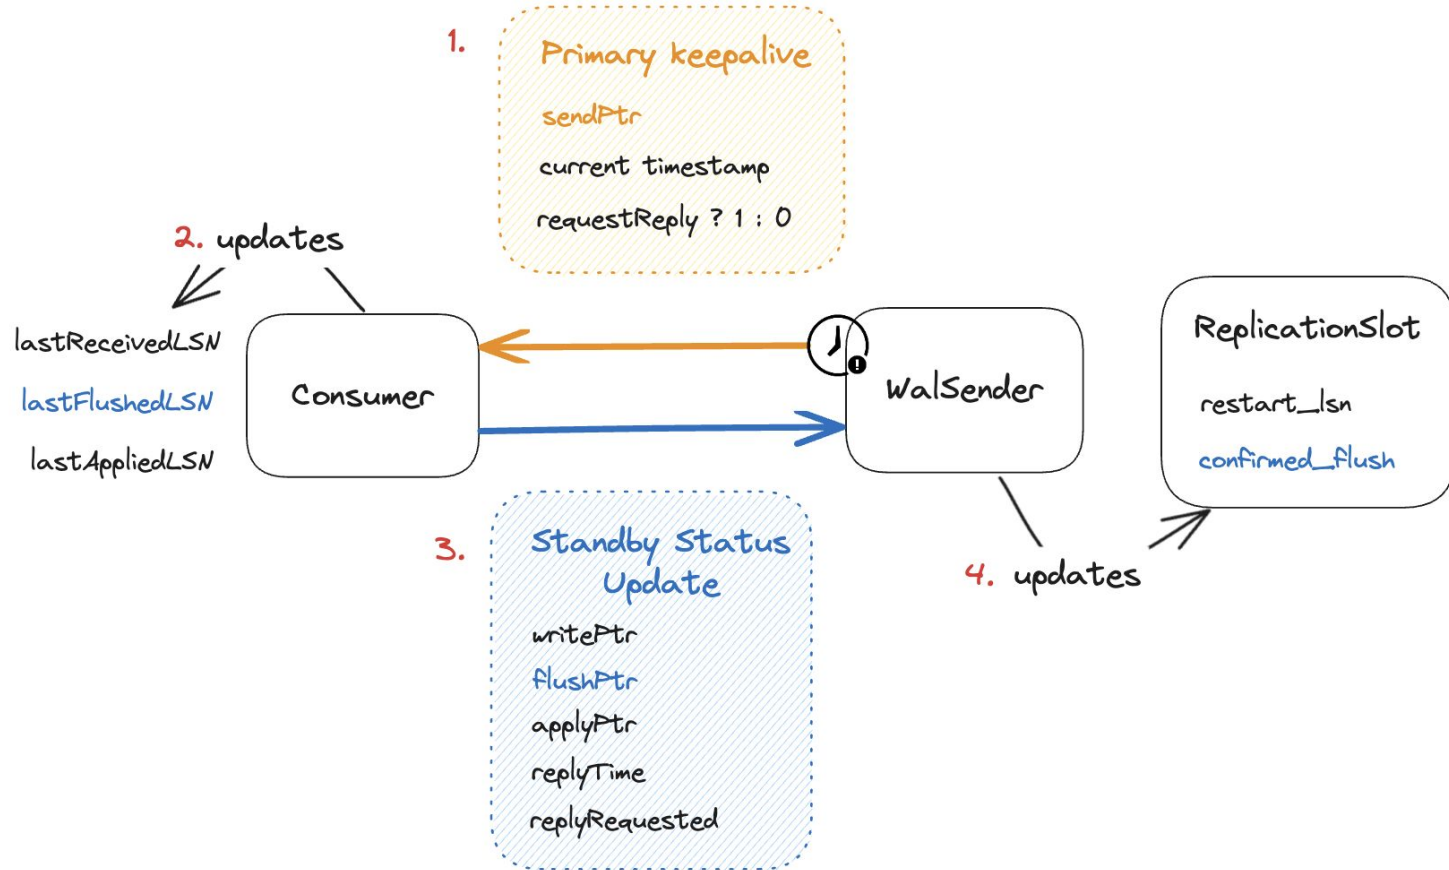 1.
Primary keepalive
sendPtr
current timestamp
requestReply ? 1 : 0
2. updates
lastReceivedLSN
lastFlushedLSN
lastAppliedLSN
Consumer
WalSender
ReplicationSlot
restart_lsn
confirmed_flush
3.
Standby Status
Update
writePtr
flushPtr
applyPtr
replyTime
replyRequested
4. updates